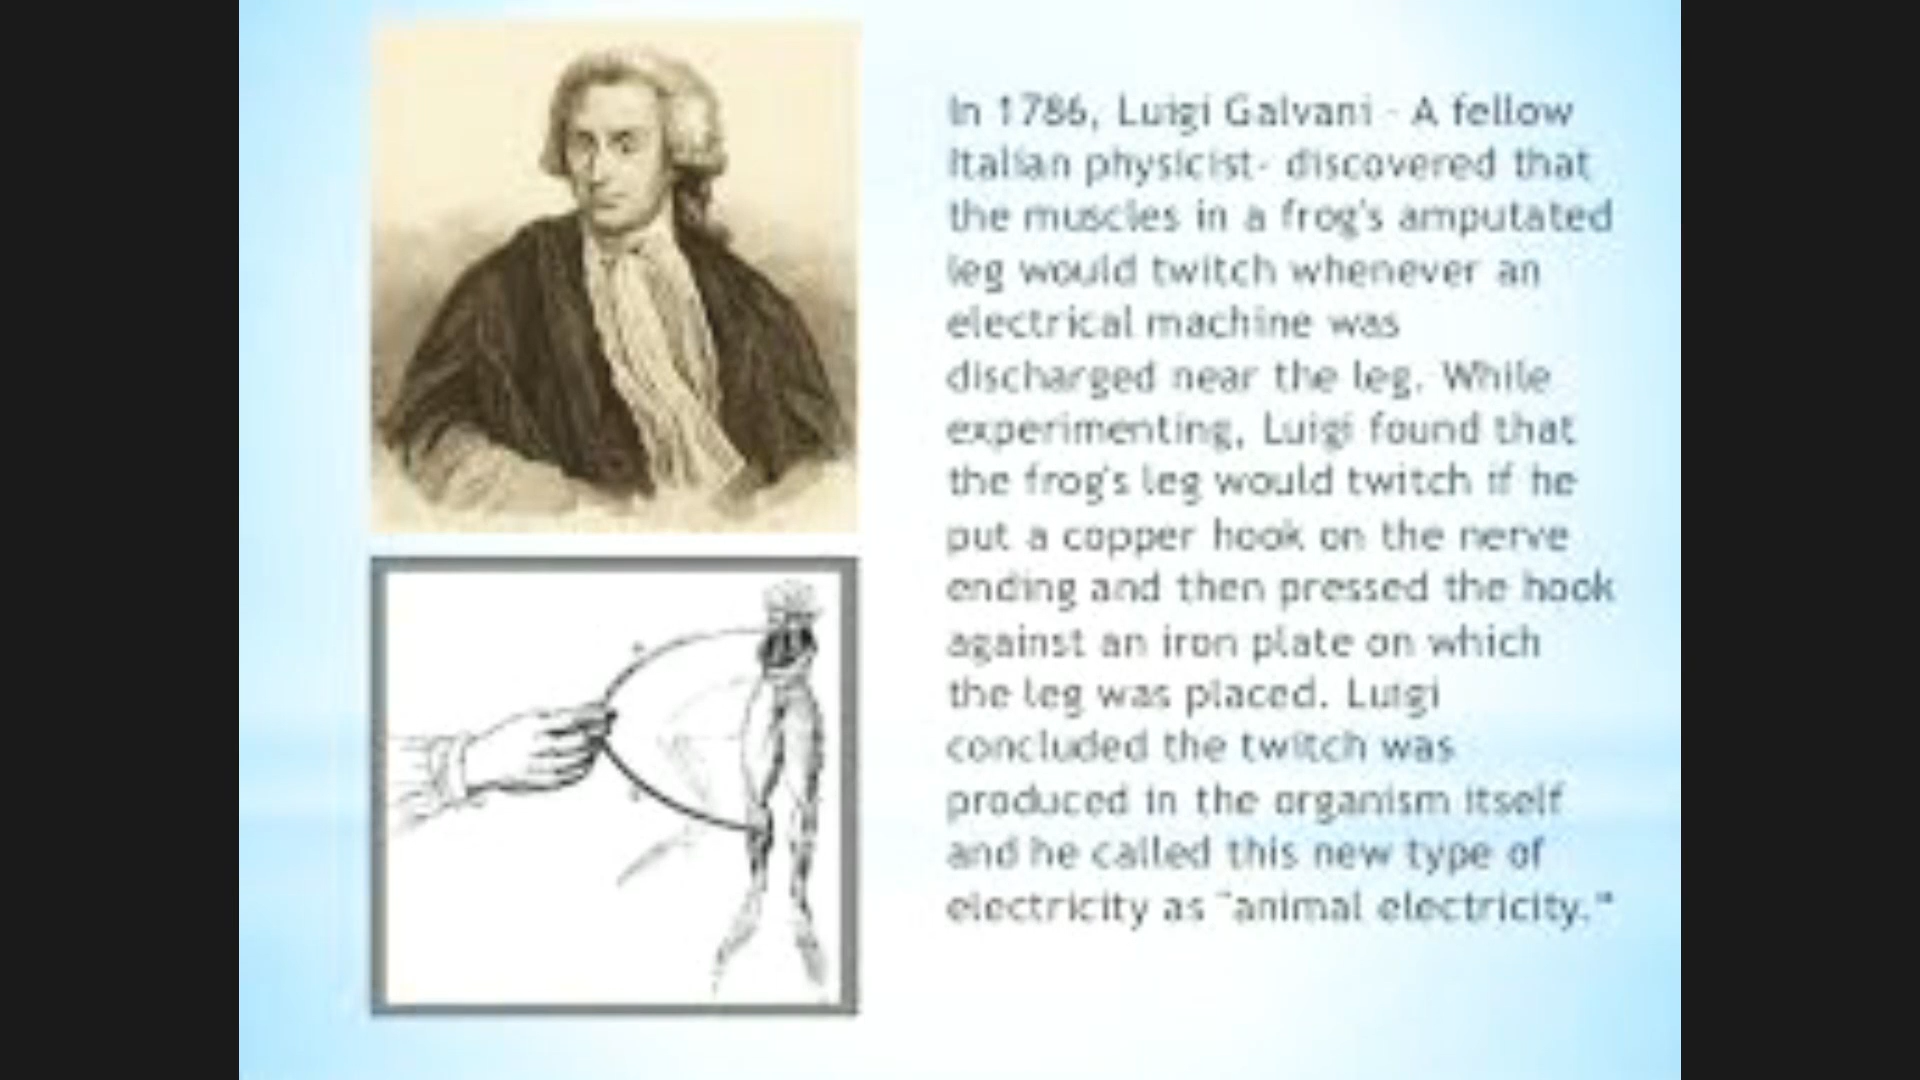 In 1786, Luigi Galvani - A fellow
Italian physicist- discovered that
the muscles in a frog's amputated
leg would twitch whenever an
electrical machine was
discharged near the leg. While
experimenting, Luigi found that
the frog's leg would twitch if he
put a copper hook on the nerve
ending and then pressed the hook
against an iron plate on which
the leg was placed. Luigi
concluded the twitch was
produced in the organism itself
and he called this new type of
electricity as "animal electricity."